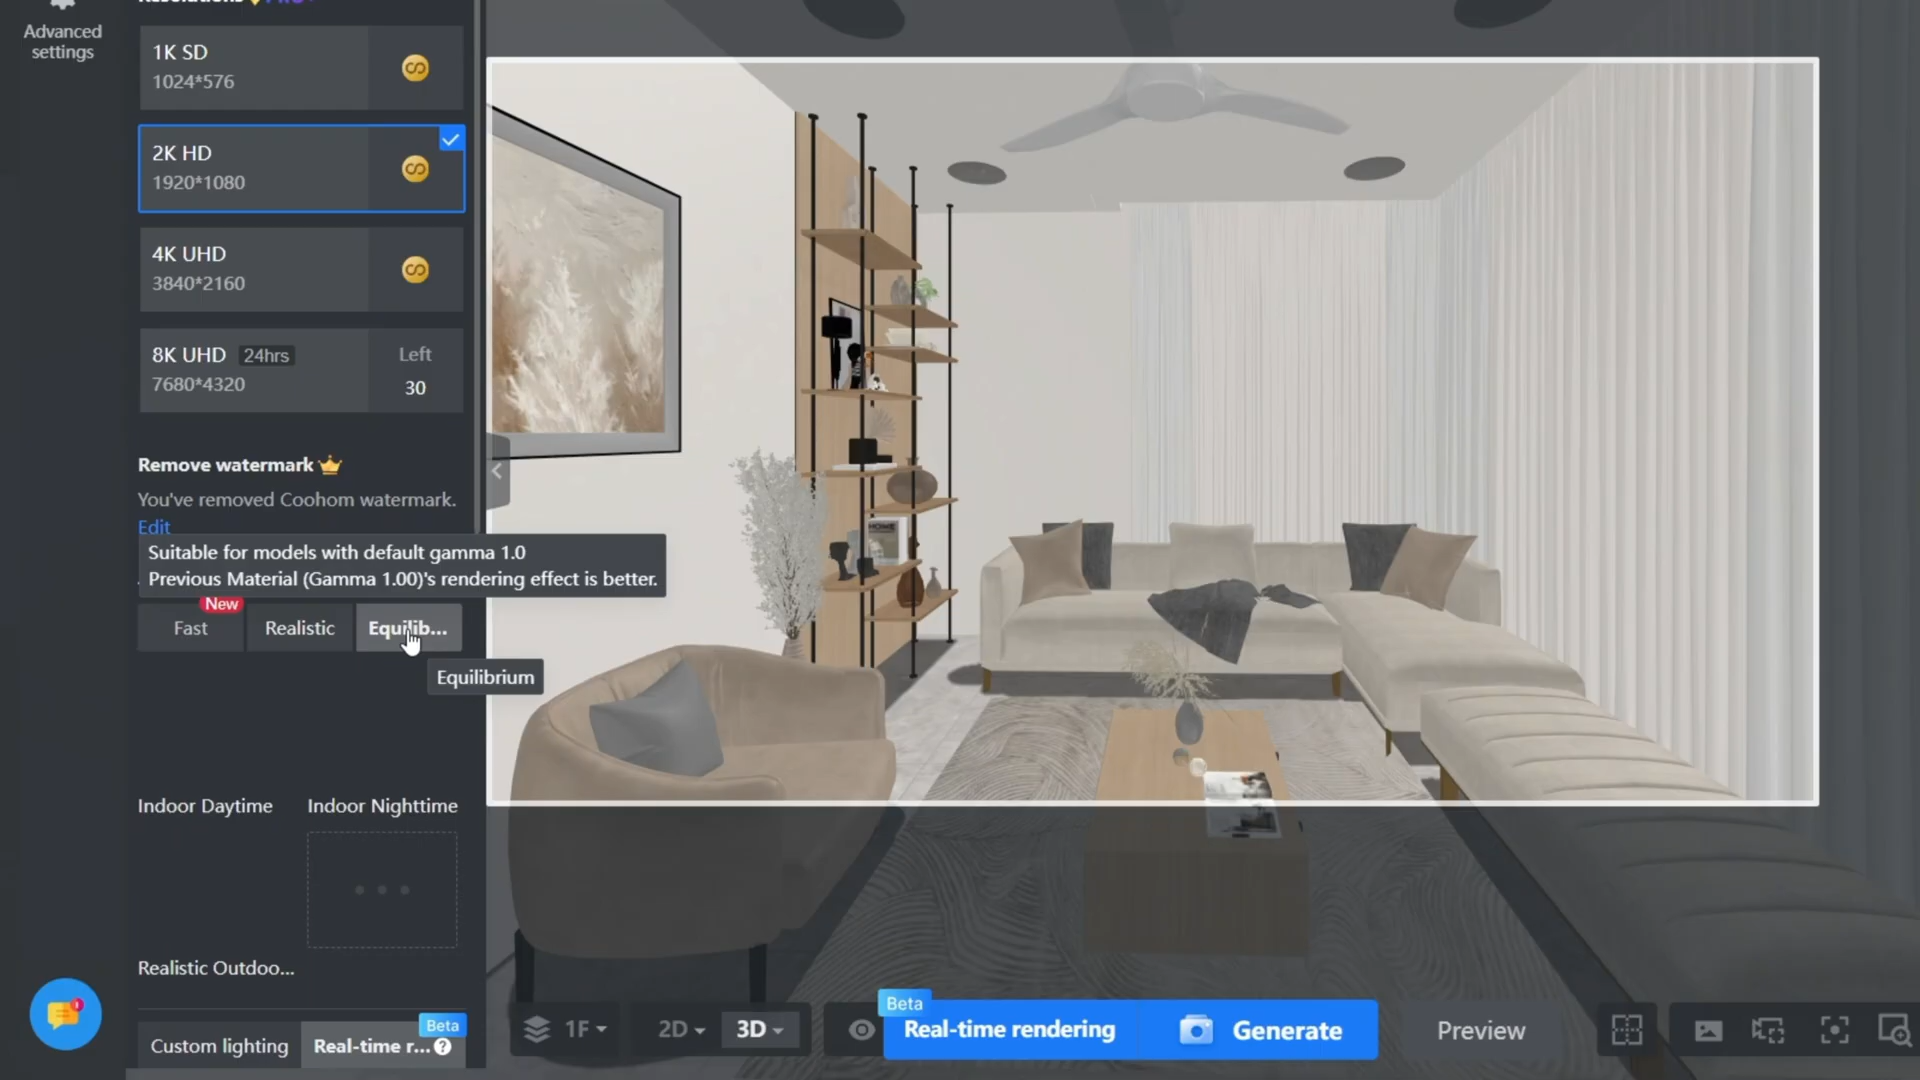 Advanced
settings
Resolutions PRO
1K SD
1024*576
2K HD
1920*1080
4K UHD
3840*2160
8K UHD 24hrs
7680*4320
Left
30
Remove watermark
You've removed Coohom watermark.
Edit
Suitable for models with default gamma 1.0
Previous Material (Gamma 1.00)'s rendering effect is better.
New
Fast
Realistic
Equilib...
Equilibrium
Indoor Daytime
Indoor Nighttime
Realistic Outdoo...
Custom lighting
Real-time r...
Beta
1F
2D
3D
Beta
Real-time rendering
Generate
Preview
HOME